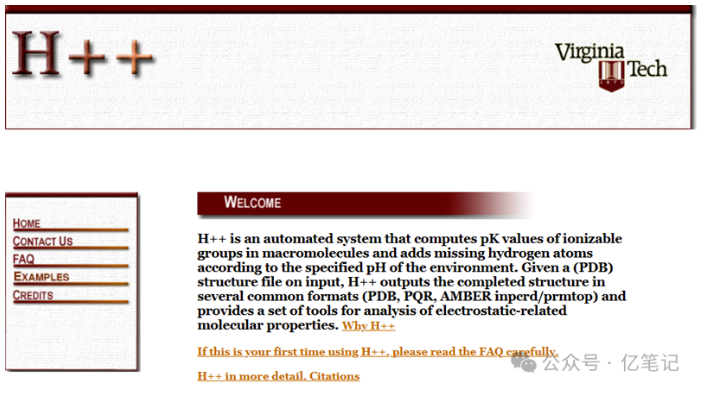 H++
Virginia
Tech
HOME
CONTACT US
FAQ
EXAMPLES
CREDITS
WELCOME
H++ is an automated system that computes pK values of ionizable
groups in macromolecules and adds missing hydrogen atoms
according to the specified pH of the environment. Given a (PDB)
structure file on input, H++ outputs the completed structure in
several common formats (PDB, PQR, AMBER inpcrd/prmtop) and
provides a set of tools for analysis of electrostatic-related
molecular properties. Why H++
If this is your first time using H++, please read the FAQ carefully.
H++ in more detail. Citations
公众号 · 亿笔记